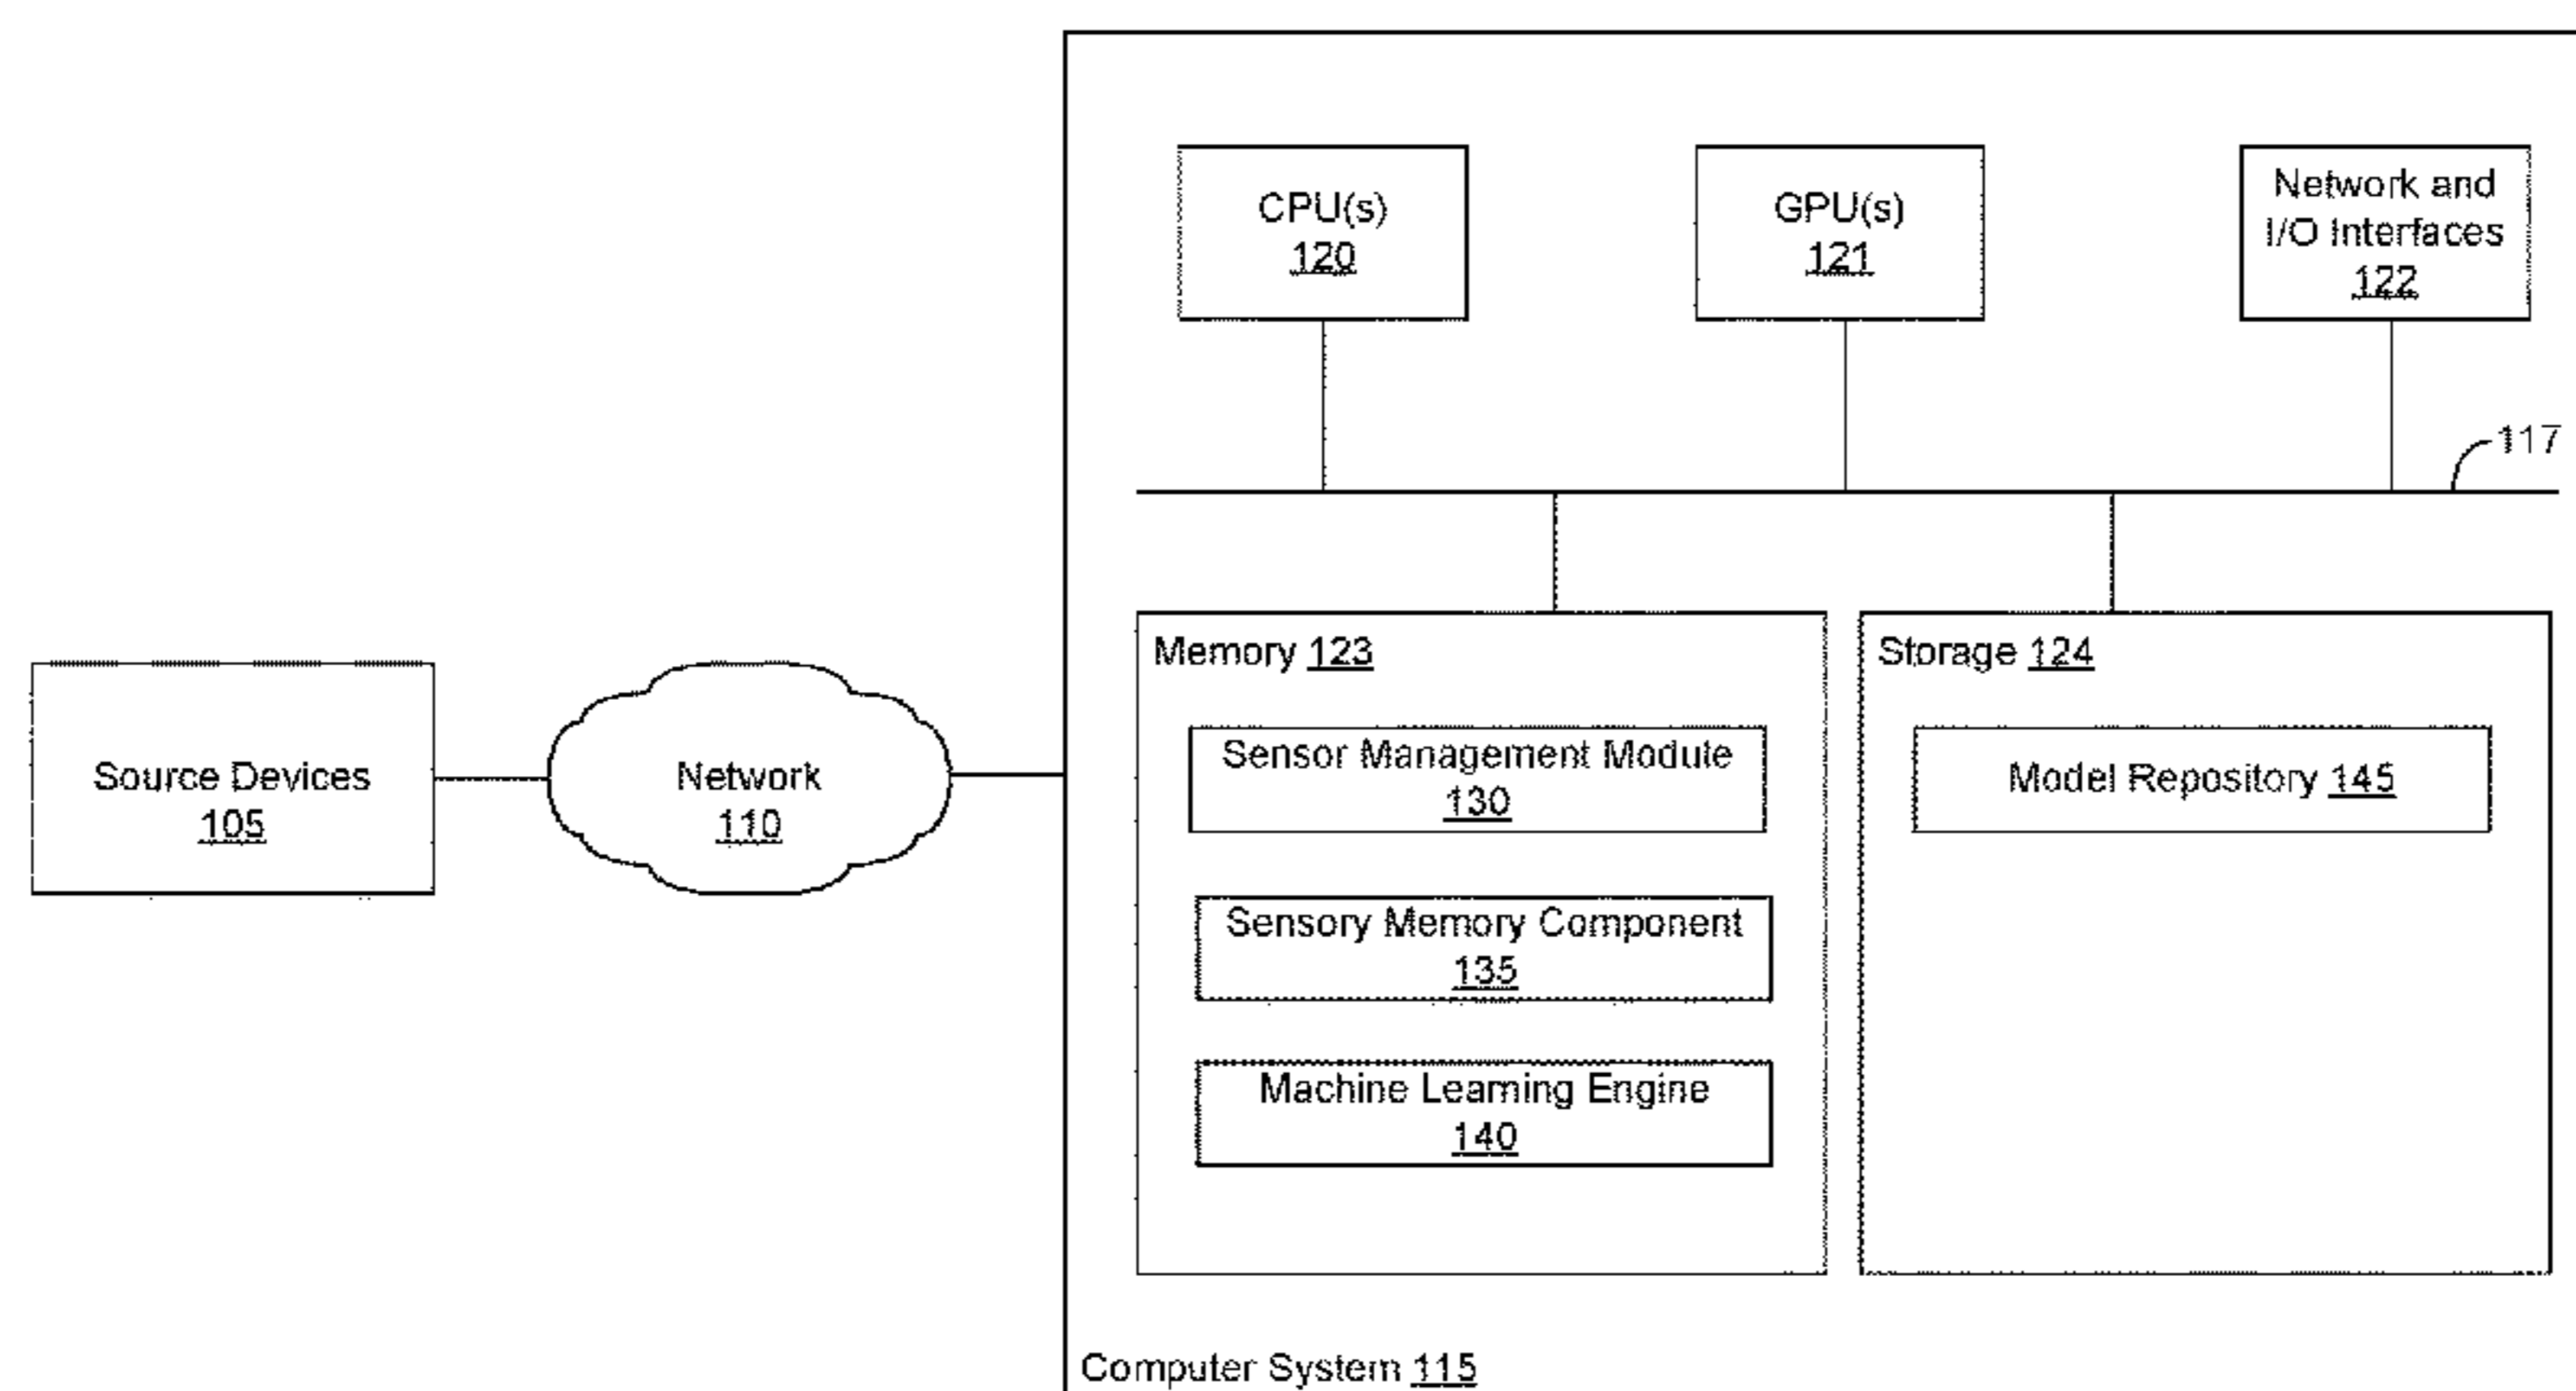 CPU(s)
120
GPU(s)
121
Network and
I/O Interfaces
122
117
Memory 123
Sensor Management Module
130
Sensory Memory Component
135
Machine Learning Engine
140
Storage 124
Model Repository 145
Source Devices
105
Network
110
Computer System 115